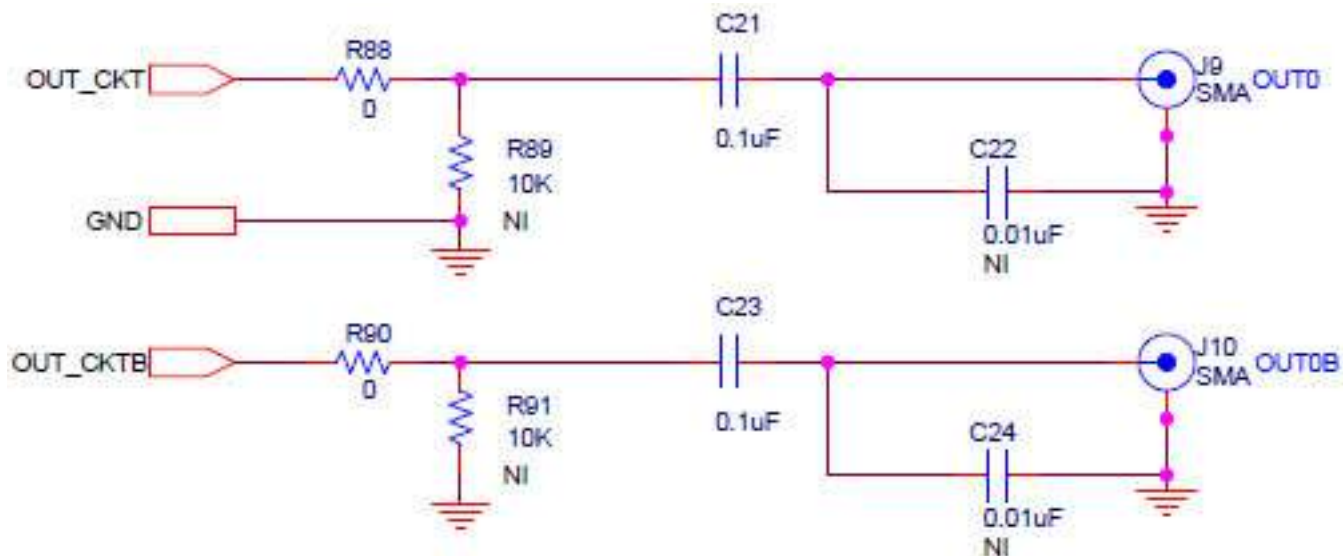 C21
R88
OUT_CKT
0
0.1uF
J9
SMA OUT0
R89
10K
NI
GND
C22
0.01uF
NI
C23
R90
OUT_CKTB
0
0.1uF
J10
SMA OUT0B
R91
10K
NI
C24
0.01uF
NI